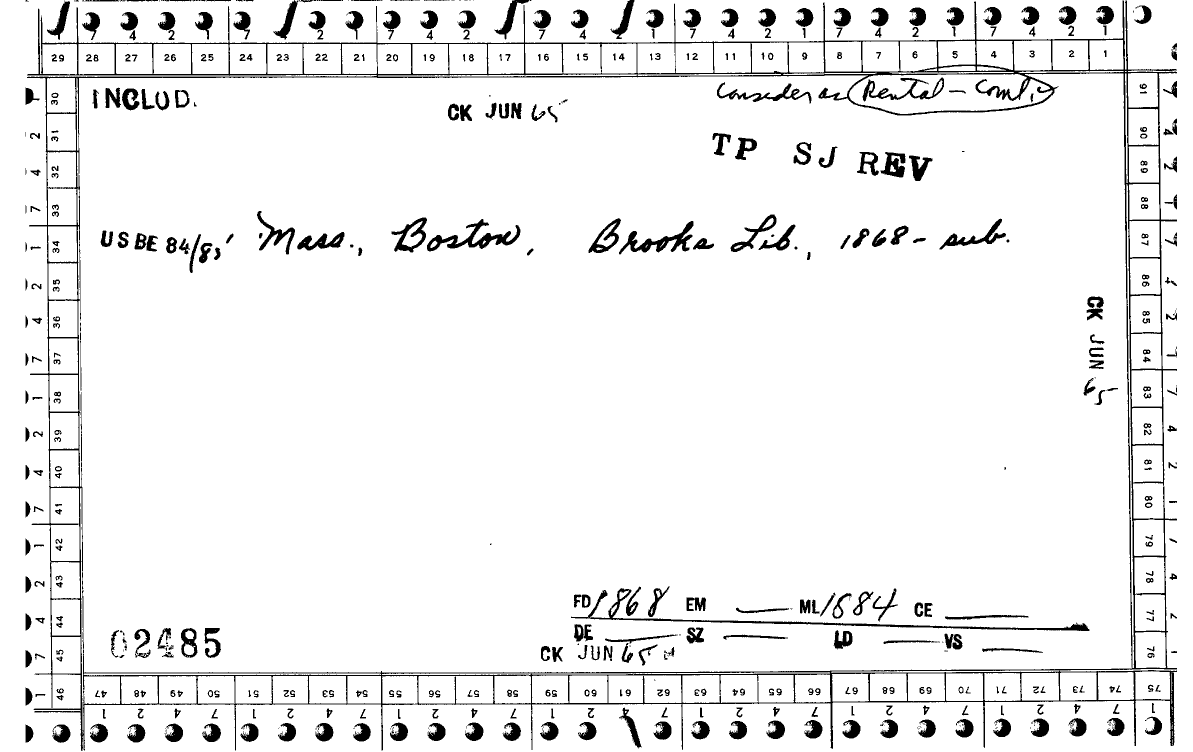 29 28 27 26 25 24 23 22 21 20 19 18 17 16 15 14 13 12 11 10 9 8 7 6 5 4 3 2 1
INCLUD.
CK JUN 65
Consider as Rental - Coml.
TP SJ REV
USBE 84/85' Mass., Boston, Brooks Lib., 1868- sub.
CK JUN 65
FD 1868 EM — ML 1884 CE —
DE — SZ — LD — VS —
02485
CK JUN 65
30 31 32 33 34 35 36 37 38 39 40 41 42 43 44 45 46
47 48 49 50 51 52 53 54 55 56 57 58 59 60 61 62 63 64 65 66 67 68 69 70 71 72 73 74 75
76 77 78 79 80 81 82 83 84 85 86 87 88 89 90 91